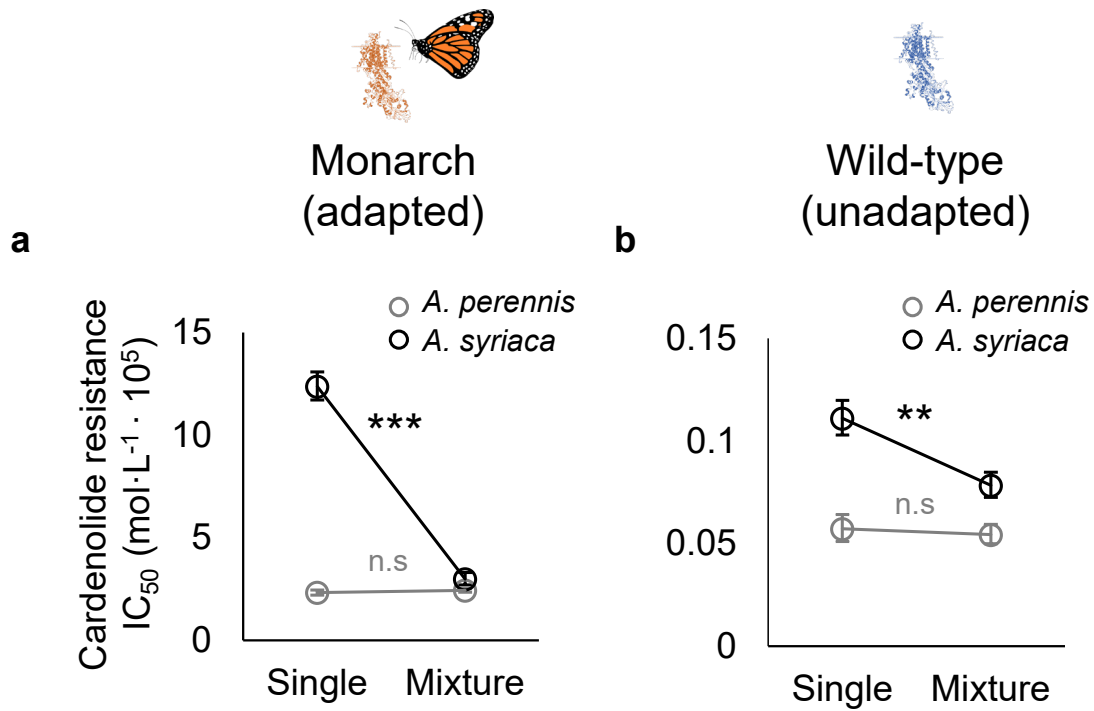 Monarch
(adapted)
Wild-type
(unadapted)
a
b
Cardenolide resistance
IC₅₀ (mol·L⁻¹ · 10⁵)
A. perennis
A. syriaca
15
10
5
0
***
n.s
Single Mixture
A. perennis
A. syriaca
0.15
0.1
0.05
0
**
n.s
Single Mixture